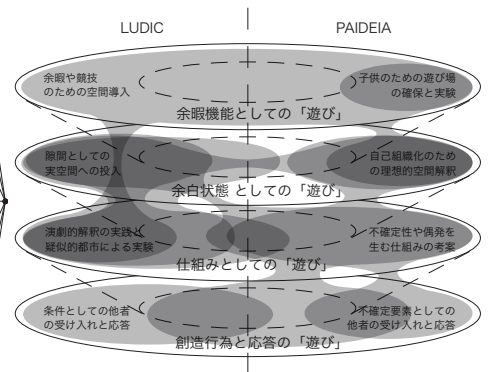 LUDIC
PAIDEIA
余暇や競技
のための空間導入
子供のための遊び場
の確保と実験
余暇機能としての「遊び」
隙間としての
実空間への投入
自己組織化のため
の理想的空間解釈
余白状態 としての「遊び」
演劇的解釈の実践と
疑似的都市による実験
不確定性や偶発を
生む仕組みの考案
仕組みとしての「遊び」
条件としての他者
の受け入れと応答
不確定要素としての
他者の受け入れと応答
創造行為と応答の「遊び」